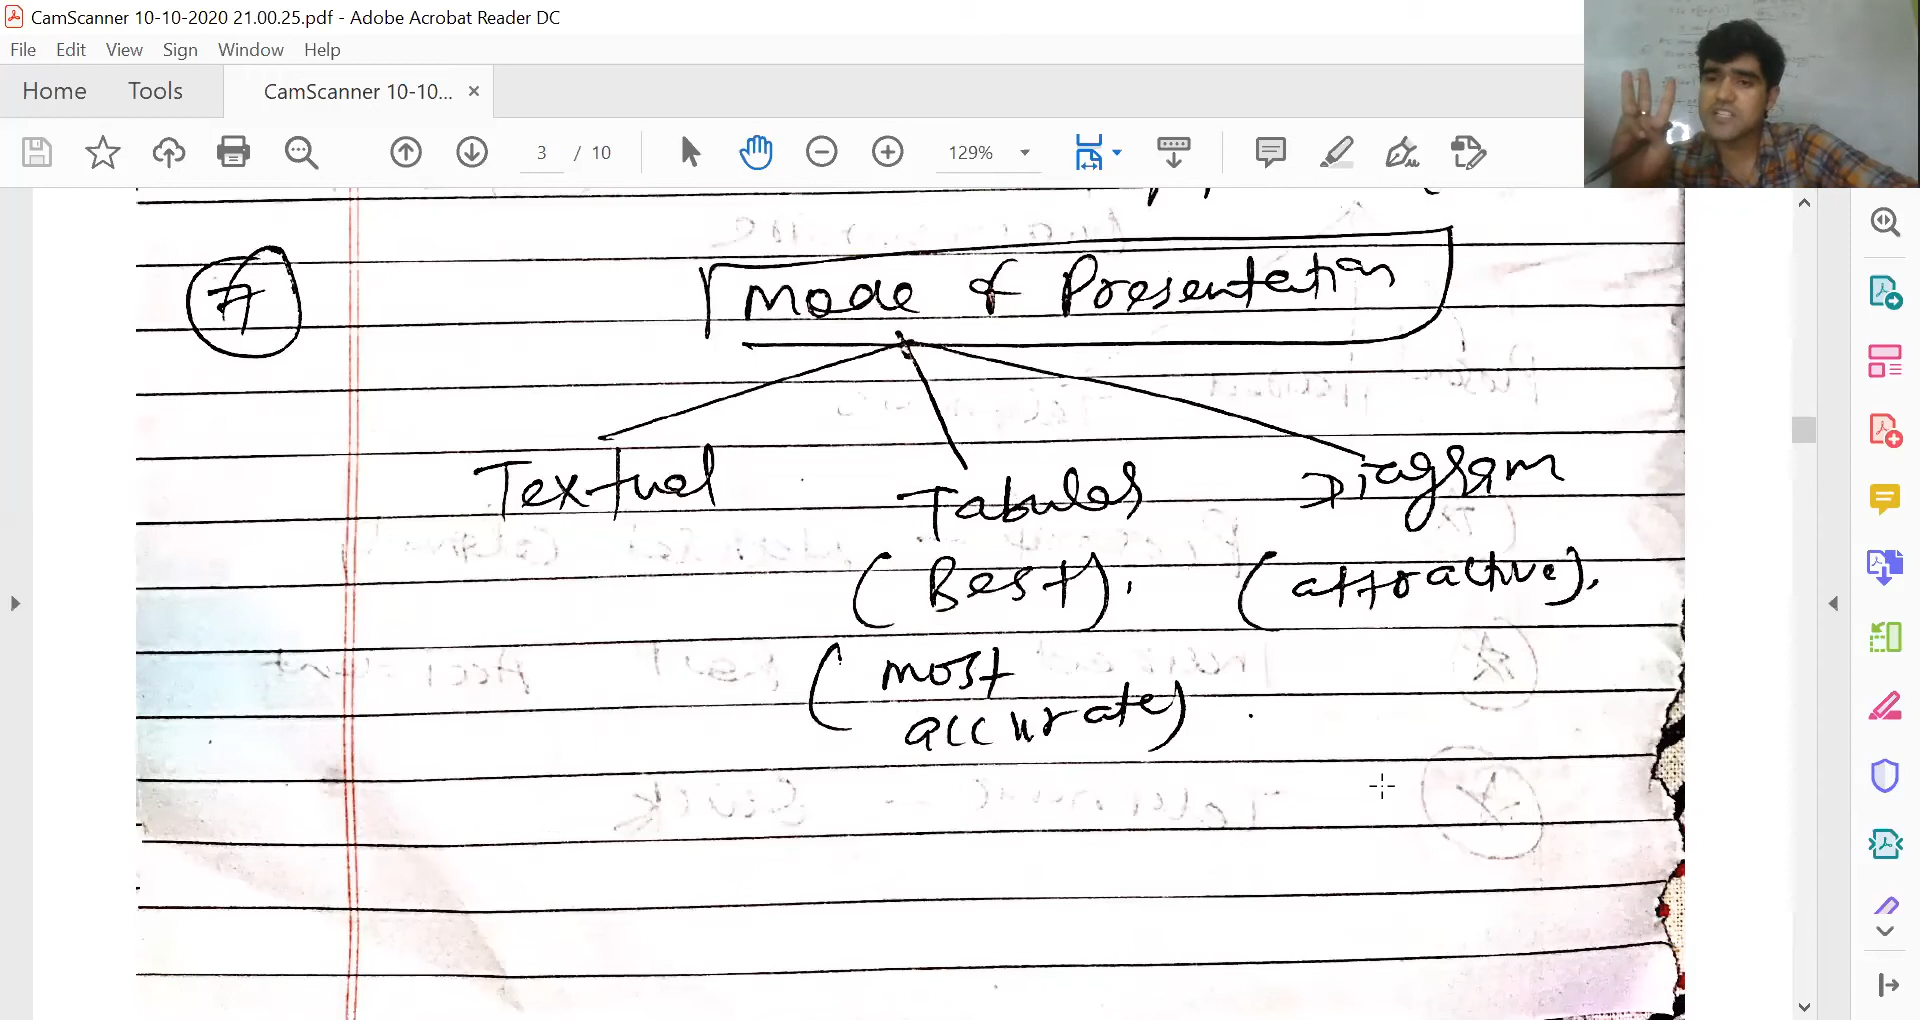 CamScanner 10-10-2020 21.00.25.pdf - Adobe Acrobat Reader DC
File Edit View Sign Window Help
Home Tools CamScanner 10-10... ×
3 / 10 129%
#
Mode of Presentation
Textual Tabular Diagram
(Best). (attractive).
(most
accurate)